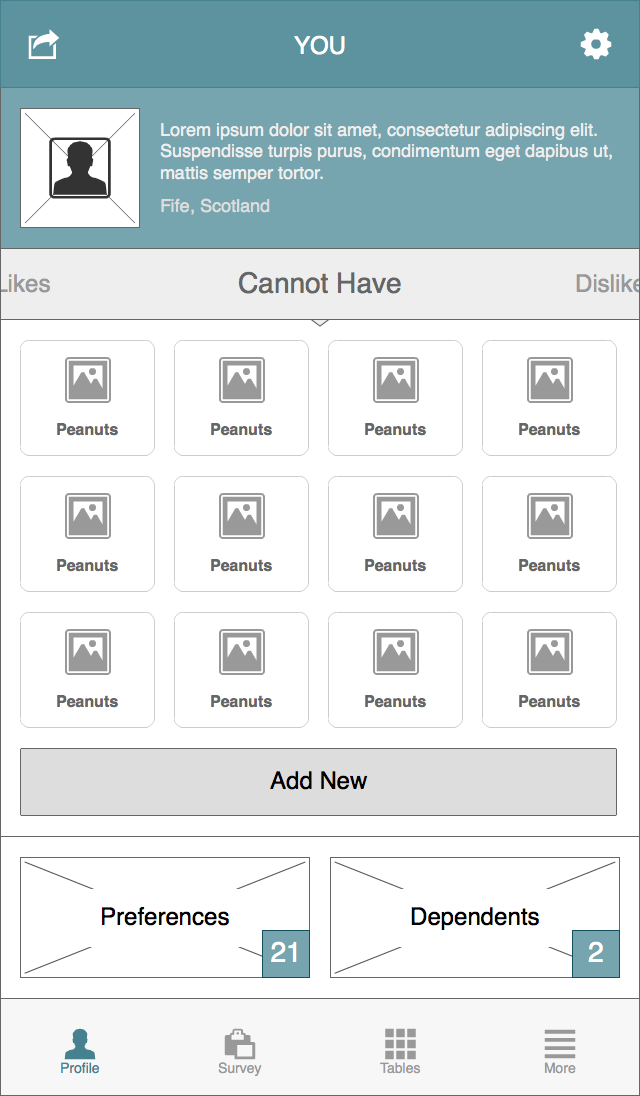 YOU
Lorem ipsum dolor sit amet, consectetur adipiscing elit.
Suspendisse turpis purus, condimentum eget dapibus ut,
mattis semper tortor.
Fife, Scotland
Likes Cannot Have Dislike
Peanuts Peanuts Peanuts Peanuts
Peanuts Peanuts Peanuts Peanuts
Peanuts Peanuts Peanuts Peanuts
Add New
Preferences Dependents
21 2
Profile Survey Tables More